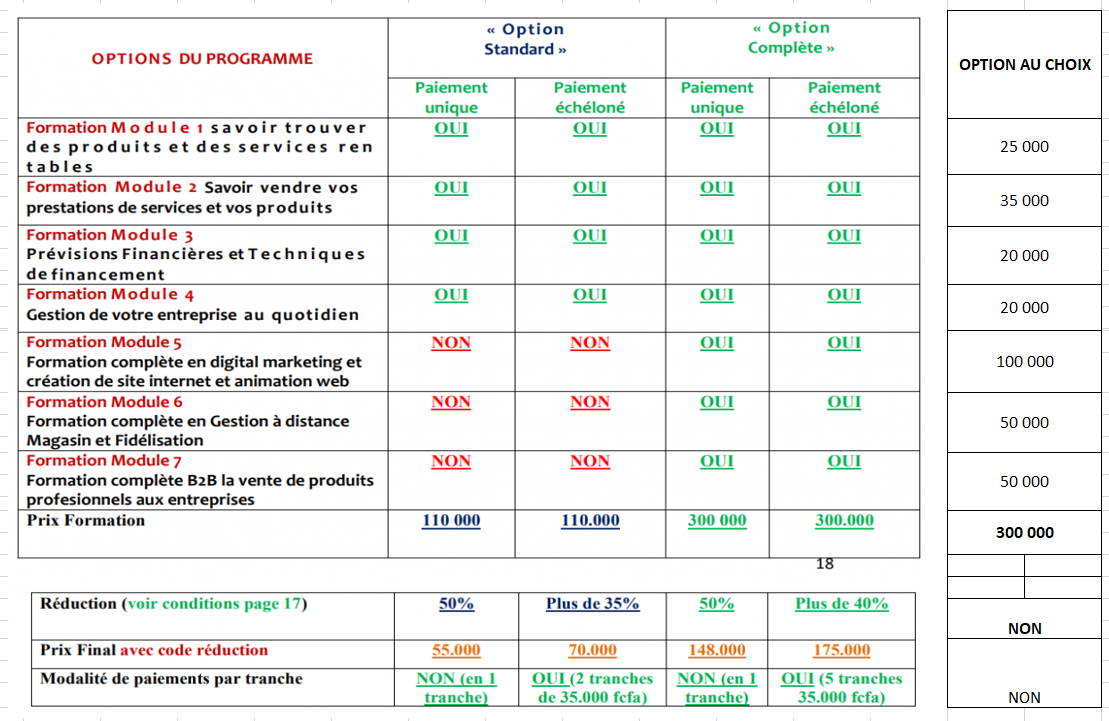 OPTIONS DU PROGRAMME
« Option
Standard »
« Option
Complète »
OPTION AU CHOIX
Paiement
unique
Paiement
échéloné
Paiement
unique
Paiement
échéloné
Formation Module 1 savoir trouver
des produits et des services ren
tables
OUI OUI OUI OUI
25 000
Formation Module 2 Savoir vendre vos
prestations de services et vos produits
OUI OUI OUI OUI
35 000
Formation Module 3
Prévisions Financières et Techniques
de financement
OUI OUI OUI OUI
20 000
Formation Module 4
Gestion de votre entreprise au quotidien
OUI OUI OUI OUI
20 000
Formation Module 5
Formation complète en digital marketing et
création de site internet et animation web
NON NON OUI OUI
100 000
Formation Module 6
Formation complète en Gestion à distance
Magasin et Fidélisation
NON NON OUI OUI
50 000
Formation Module 7
Formation complète B2B la vente de produits
profesionnels aux entreprises
NON NON OUI OUI
50 000
Prix Formation 110 000 110.000 300 000 300.000
300 000
18
Réduction (voir conditions page 17) 50% Plus de 35% 50% Plus de 40%
NON
Prix Final avec code réduction 55.000 70.000 148.000 175.000
Modalité de paiements par tranche
NON (en 1
tranche)
OUI (2 tranches
de 35.000 fcfa)
NON (en 1
tranche)
OUI (5 tranches
35.000 fcfa)
NON